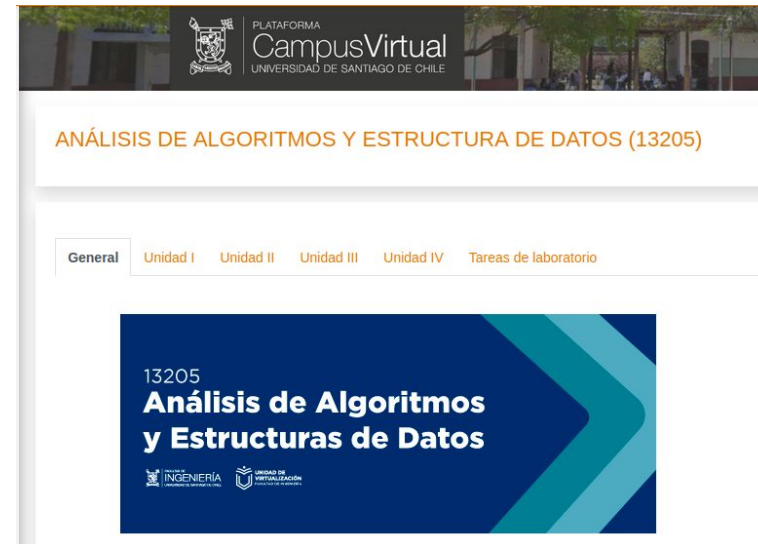 PLATAFORMA
CampusVirtual
UNIVERSIDAD DE SANTIAGO DE CHILE
ANÁLISIS DE ALGORITMOS Y ESTRUCTURA DE DATOS (13205)
General Unidad I Unidad II Unidad III Unidad IV Tareas de laboratorio
13205
Análisis de Algoritmos
y Estructuras de Datos
INGENIERÍA
UNIDAD DE
VIRTUALIZACIÓN